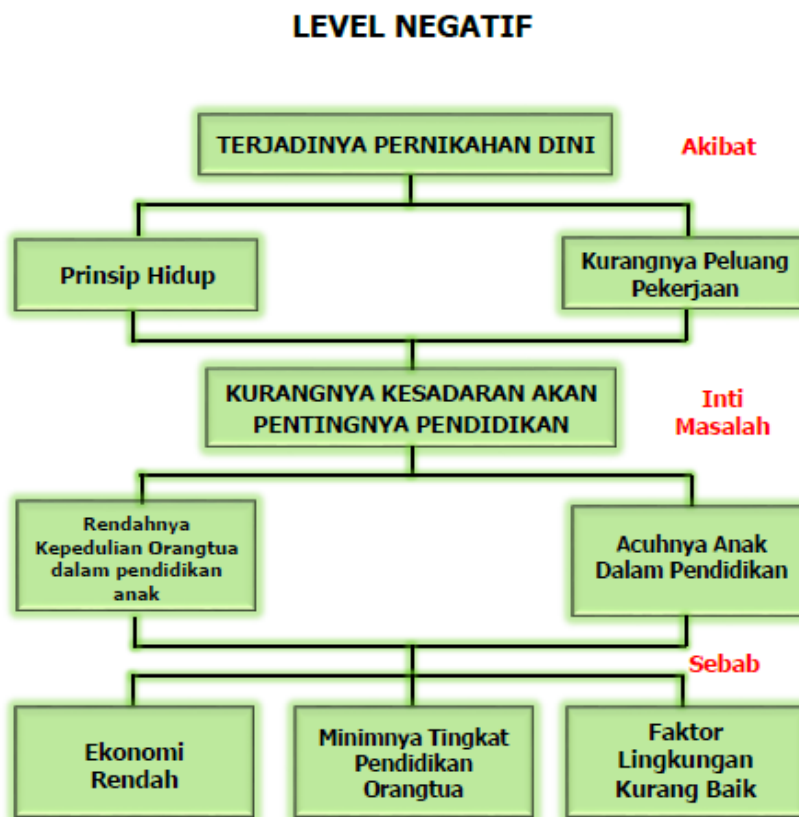 LEVEL NEGATIF
TERJADINYA PERNIKAHAN DINI
Akibat
Prinsip Hidup
Kurangnya Peluang
Pekerjaan
KURANGNYA KESADARAN AKAN
PENTINGNYA PENDIDIKAN
Inti
Masalah
Rendahnya
Kepedulian Orangtua
dalam pendidikan
anak
Acuhnya Anak
Dalam Pendidikan
Sebab
Ekonomi
Rendah
Minimnya Tingkat
Pendidikan
Orangtua
Faktor
Lingkungan
Kurang Baik